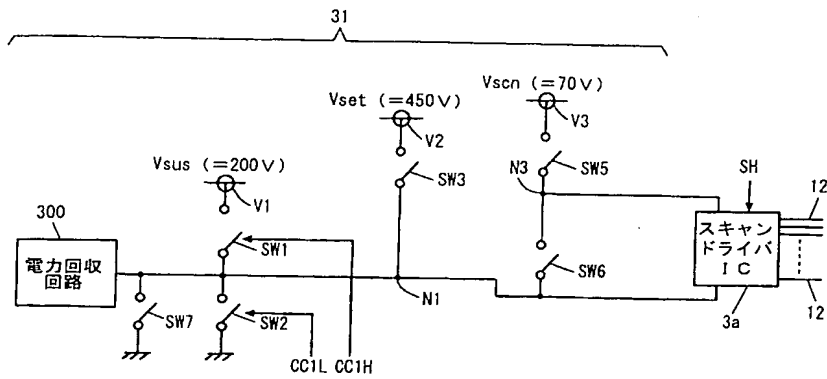 31
Vscn (=70V)
Vset (=450V)
V3
V2
Vsus (=200V)
N3
SW5
SW3
SH
12
V1
300
スキャン
ドライバ
IC
SW1
電力回収
回路
SW6
N1
12
3a
SW7
SW2
CC1L
CC1H